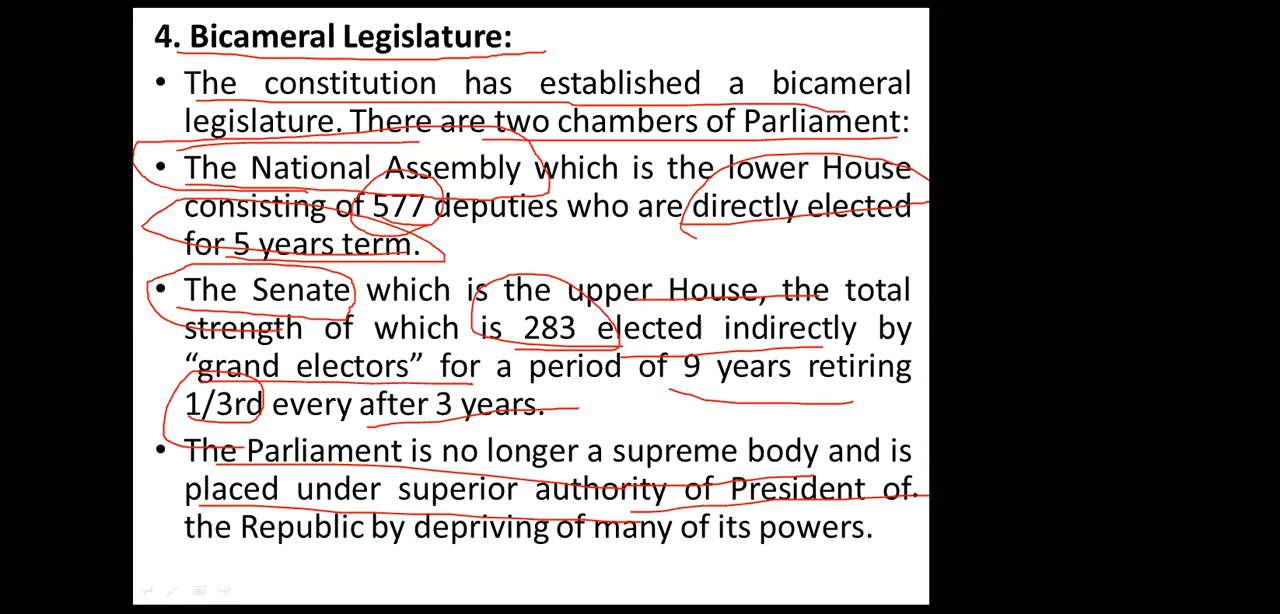 4. Bicameral Legislature:
• The constitution has established a bicameral
legislature. There are two chambers of Parliament:
• The National Assembly which is the lower House
consisting of 577 deputies who are directly elected
for 5 years term.
• The Senate which is the upper House, the total
strength of which is 283 elected indirectly by
“grand electors” for a period of 9 years retiring
1/3rd every after 3 years.
• The Parliament is no longer a supreme body and is
placed under superior authority of President of
the Republic by depriving of many of its powers.